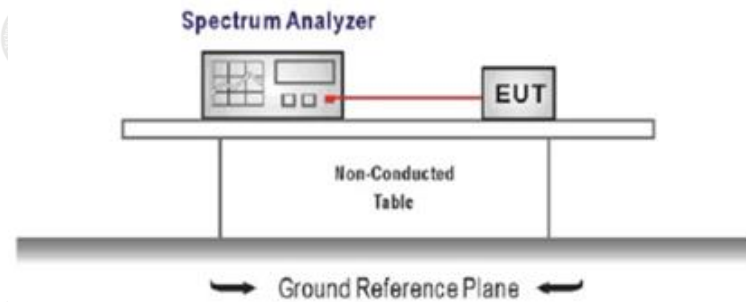 Spectrum Analyzer
EUT
Non-Conducted
Table
Ground Reference Plane